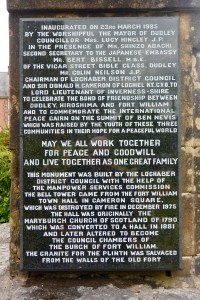 INAUGURATED ON 23RD MARCH 1985
BY THE WORSHIPFUL THE MAYOR OF DUDLEY
COUNCILLOR MRS. LUCY HINGLEY J.P.
IN THE PRESENCE OF MR. SHINZO ABACHI
SECOND SECRETARY TO THE JAPANESE EMBASSY
MR. BERT BISSELL M.B.E.
OF THE VICAR STREET BIBLE CLASS, DUDLEY
MR. COLIN NEILSON J.P.
CHAIRMAN OF LOCHABER DISTRICT COUNCIL
AND SIR DONALD H. CAMERON OF LOCHIEL KT CVO TD
LORD LIEUTENANT OF INVERNESS-SHIRE
TO CELEBRATE THE BOND OF FRIENDSHIP BETWEEN
DUDLEY, HIROSHIMA AND FORT WILLIAM
AND TO COMMEMORATE THE INTERNATIONAL
PEACE CAIRN ON THE SUMMIT OF BEN NEVIS
WHICH WAS RAISED BY THE YOUTH OF THESE THREE
COMMUNITIES IN THEIR HOPE FOR A PEACEFUL WORLD
MAY WE ALL WORK TOGETHER
FOR PEACE AND GOODWILL
AND LIVE TOGETHER AS ONE GREAT FAMILY
THIS MONUMENT WAS BUILT BY THE LOCHABER
DISTRICT COUNCIL WITH THE HELP OF
THE MANPOWER SERVICES COMMISSION
THE BELL TOWER CAME FROM THE FORT WILLIAM
TOWN HALL IN CAMERON SQUARE,
WHICH WAS DESTROYED BY FIRE IN DECEMBER 1975
THE HALL WAS ORIGINALLY THE
MARYBURGH CHURCH OF SCOTLAND OF 1790
WHICH WAS CONVERTED TO A HALL IN 1881
AND LATER ALTERED TO BECOME
THE COUNCIL CHAMBERS OF
THE BURGH OF FORT WILLIAM.
THE GRANITE FOR THE PLINTH WAS SALVAGED
FROM THE WALLS OF THE OLD FORT